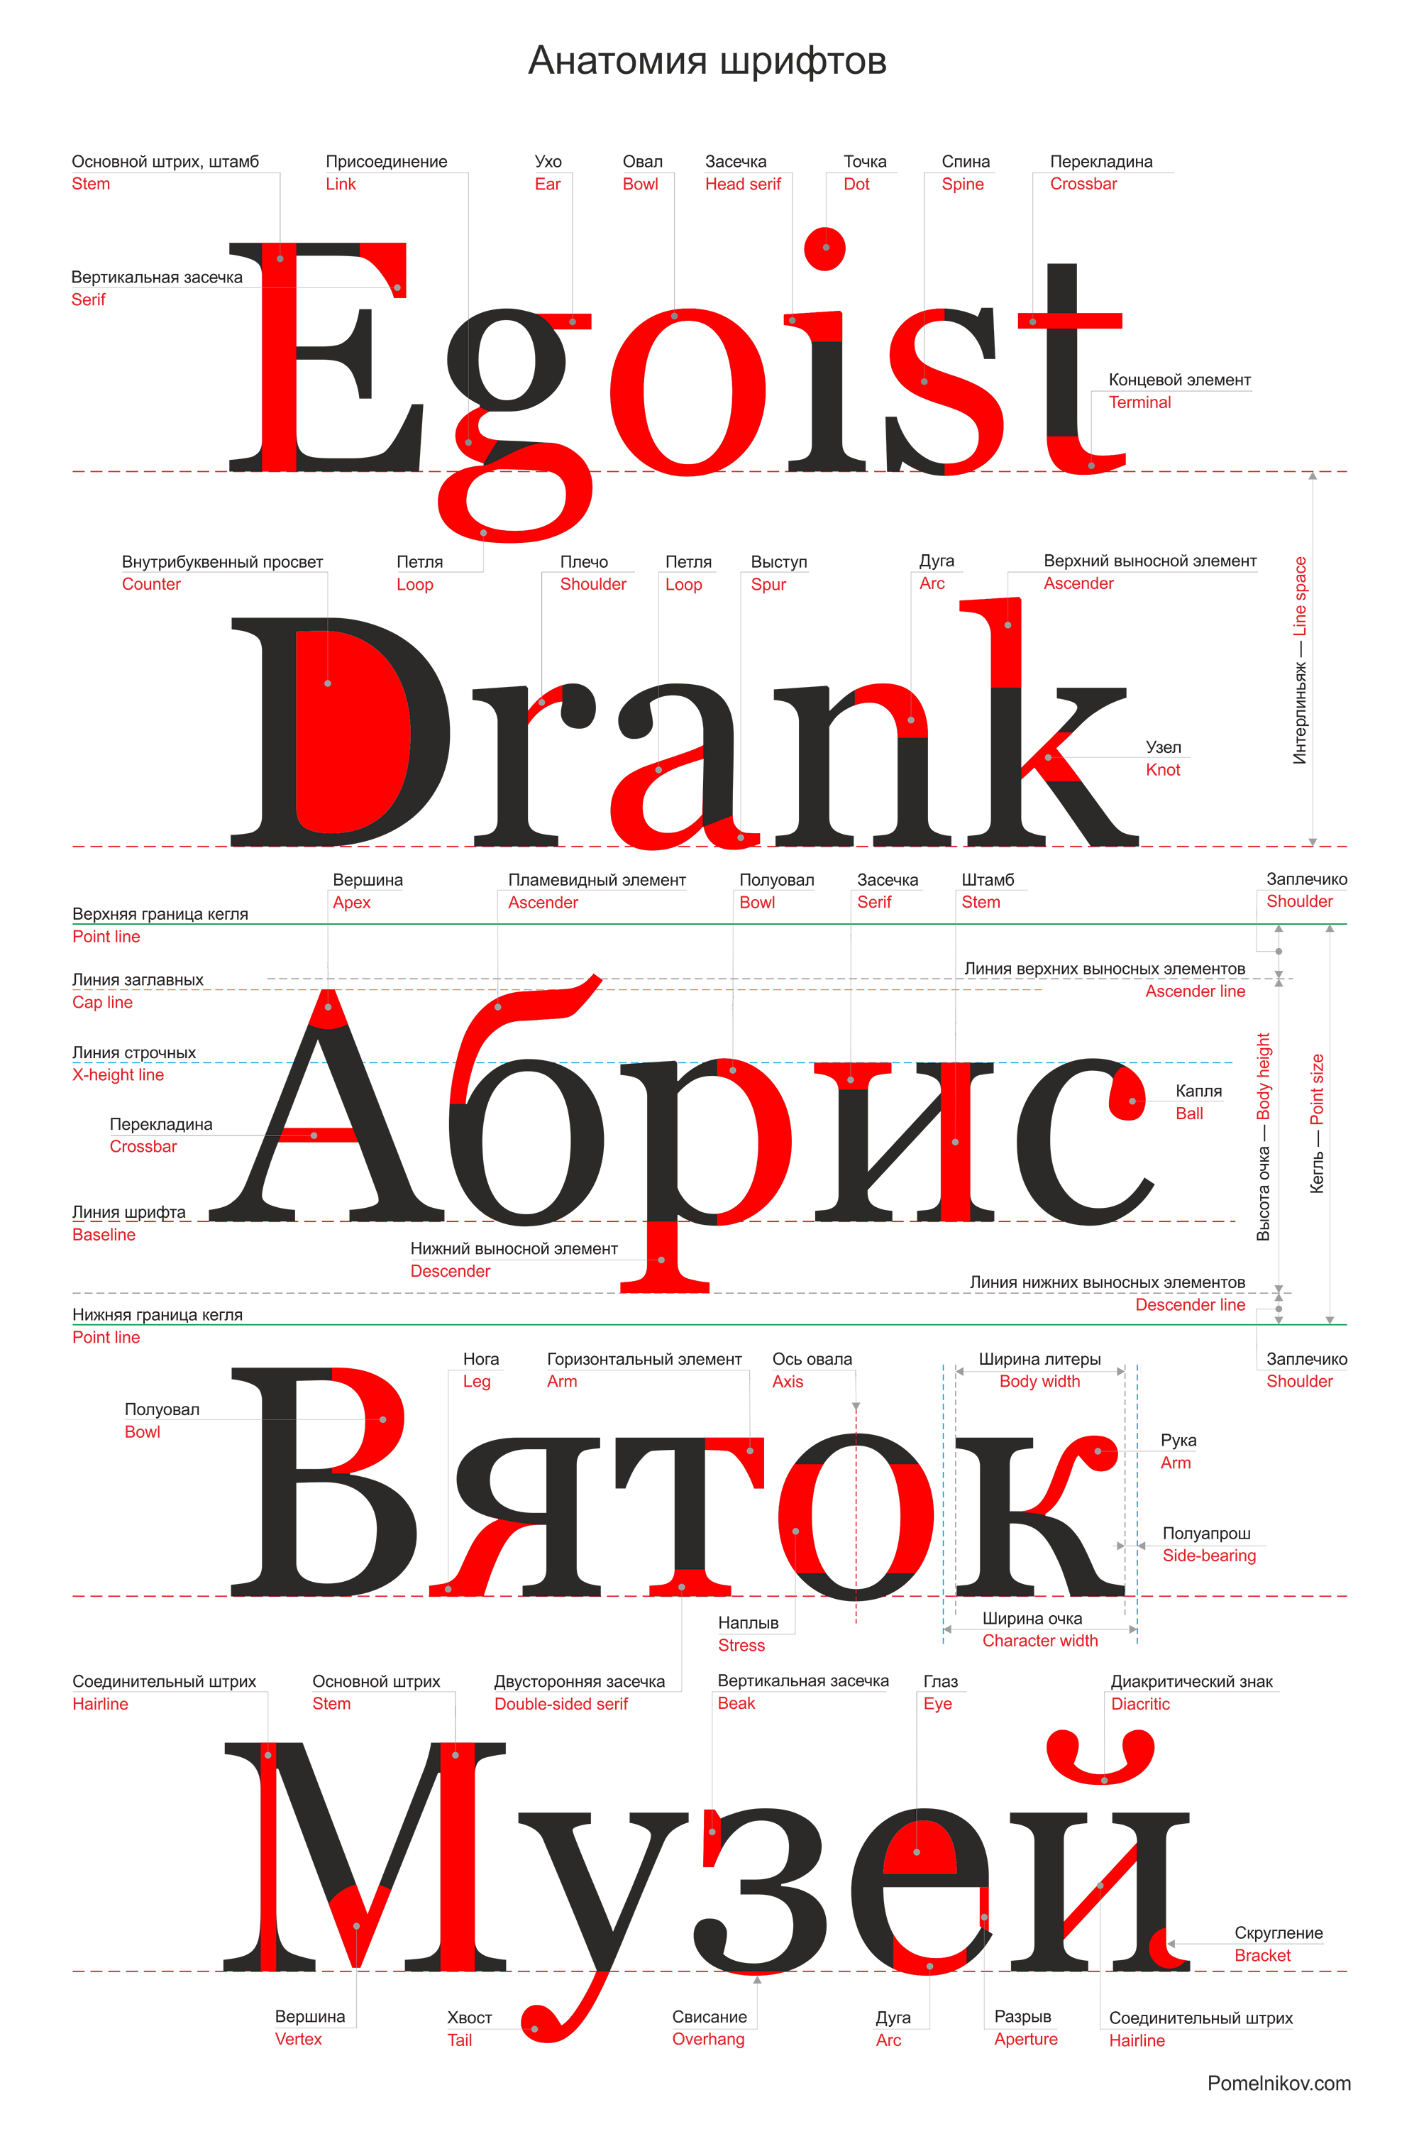 Анатомия шрифтов
Основной штрих, штамб
Stem
Присоединение
Link
Ухо
Ear
Овал
Bowl
Засечка
Head serif
Точка
Dot
Спина
Spine
Перекладина
Crossbar
Вертикальная засечка
Serif
Egoist
Концевой элемент
Terminal
Внутрибуквенный просвет
Counter
Петля
Loop
Плечо
Shoulder
Петля
Loop
Выступ
Spur
Дуга
Arc
Верхний выносной элемент
Ascender
Интерлиньяж — Line space
Drank
Узел
Knot
Вершина
Apex
Пламевидный элемент
Ascender
Полуовал
Bowl
Засечка
Serif
Штамб
Stem
Заплечико
Shoulder
Верхняя граница кегля
Point line
Линия заглавных
Cap line
Линия верхних выносных элементов
Ascender line
Линия строчных
X-height line
Абрис
Капля
Ball
Перекладина
Crossbar
Высота очка — Body height
Кегль — Point size
Линия шрифта
Baseline
Нижний выносной элемент
Descender
Линия нижних выносных элементов
Descender line
Нижняя граница кегля
Point line
Нога
Leg
Горизонтальный элемент
Arm
Ось овала
Axis
Ширина литеры
Body width
Заплечико
Shoulder
Полуовал
Bowl
Вяток
Рука
Arm
Полуапрош
Side-bearing
Наплыв
Stress
Ширина очка
Character width
Соединительный штрих
Hairline
Основной штрих
Stem
Двусторонняя засечка
Double-sided serif
Вертикальная засечка
Beak
Глаз
Eye
Диакритический знак
Diacritic
Музей
Скругление
Bracket
Вершина
Vertex
Хвост
Tail
Свисание
Overhang
Дуга
Arc
Разрыв
Aperture
Соединительный штрих
Hairline
Pomelnikov.com